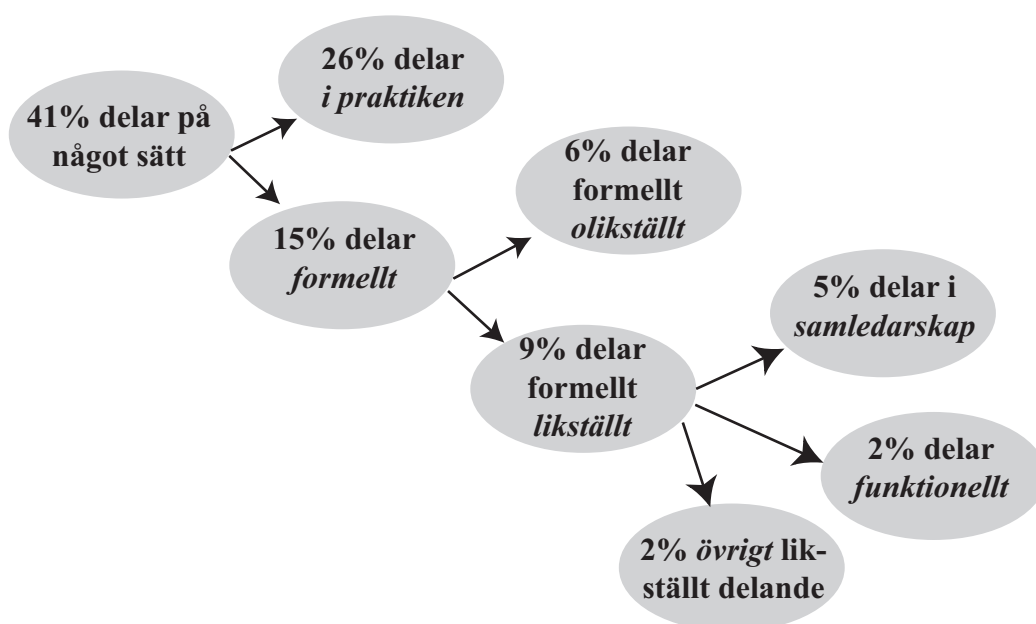 41% delar på
något sätt
26% delar
i praktiken
15% delar
formellt
6% delar
formellt
olikställt
9% delar
formellt
likställt
5% delar i
samledarskap
2% delar
funktionellt
2% övrigt lik-
ställt delande